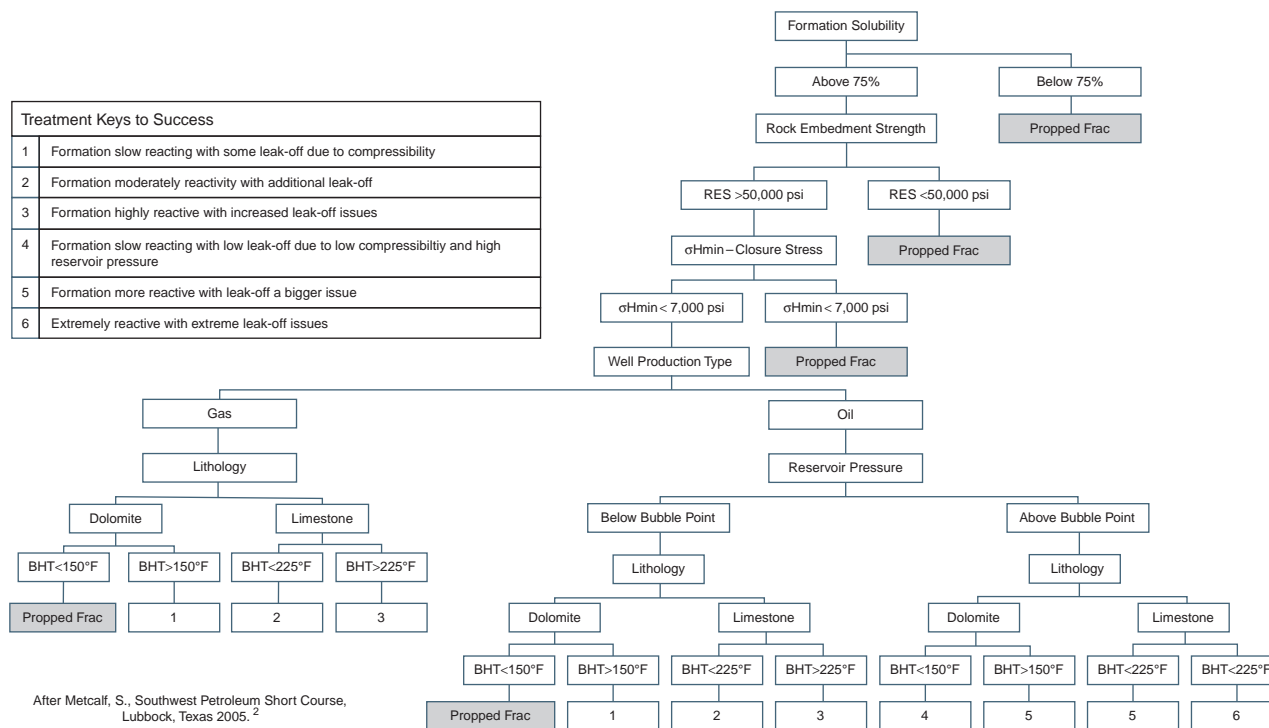 Formation Solubility
Above 75%
Below 75%
Rock Embedment Strength
Propped Frac
RES >50,000 psi
RES <50,000 psi
σHmin – Closure Stress
Propped Frac
σHmin < 7,000 psi
σHmin < 7,000 psi
Well Production Type
Propped Frac
Treatment Keys to Success
1 Formation slow reacting with some leak-off due to compressibility
2 Formation moderately reactivity with additional leak-off
3 Formation highly reactive with increased leak-off issues
4 Formation slow reacting with low leak-off due to low compressibiltiy and high
reservoir pressure
5 Formation more reactive with leak-off a bigger issue
6 Extremely reactive with extreme leak-off issues
Gas
Lithology
Dolomite
Limestone
BHT<150°F
BHT>150°F
BHT<225°F
BHT>225°F
Propped Frac
1
2
3
Oil
Reservoir Pressure
Below Bubble Point
Above Bubble Point
Lithology
Lithology
Dolomite
Limestone
Dolomite
Limestone
BHT<150°F
BHT>150°F
BHT<225°F
BHT>225°F
BHT<150°F
BHT>150°F
BHT<225°F
BHT<225°F
Propped Frac
1
2
3
4
5
5
6
After Metcalf, S., Southwest Petroleum Short Course,
Lubbock, Texas 2005. 2